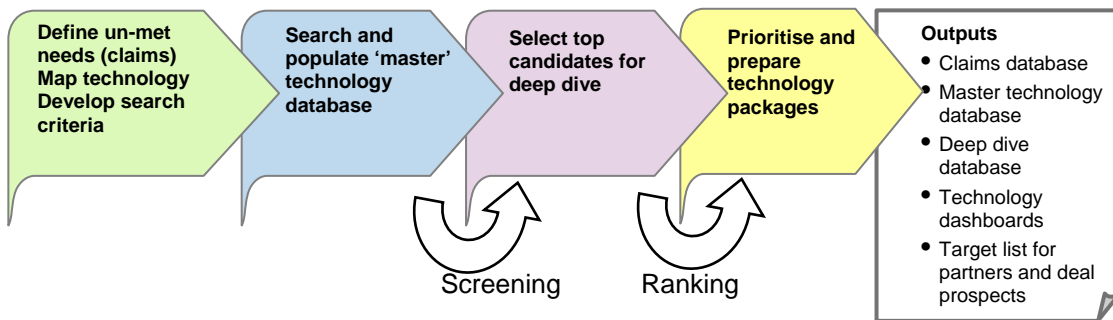 Define un-met
needs (claims)
Map technology
Develop search
criteria
Search and
populate ‘master’
technology
database
Select top
candidates for
deep dive
Prioritise and
prepare
technology
packages
Outputs
• Claims database
• Master technology
database
• Deep dive
database
• Technology
dashboards
• Target list for
partners and deal
prospects
Screening
Ranking